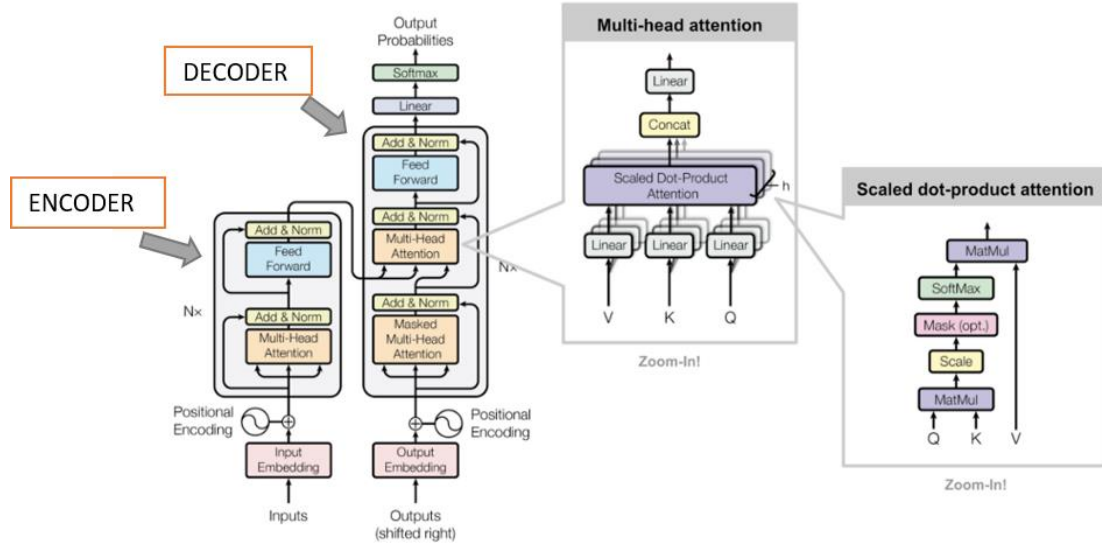 DECODER
ENCODER
Output
Probabilities
Softmax
Linear
Add & Norm
Feed
Forward
Add & Norm
Multi-Head
Attention
Add & Norm
Masked
Multi-Head
Attention
N×
Add & Norm
Feed
Forward
Add & Norm
Multi-Head
Attention
N×
Positional
Encoding
Positional
Encoding
Input
Embedding
Output
Embedding
Inputs
Outputs
(shifted right)
Multi-head attention
Linear
Concat
Scaled Dot-Product
Attention
h
Linear
Linear
Linear
V
K
Q
Zoom-In!
Scaled dot-product attention
MatMul
SoftMax
Mask (opt.)
Scale
MatMul
Q
K
V
Zoom-In!